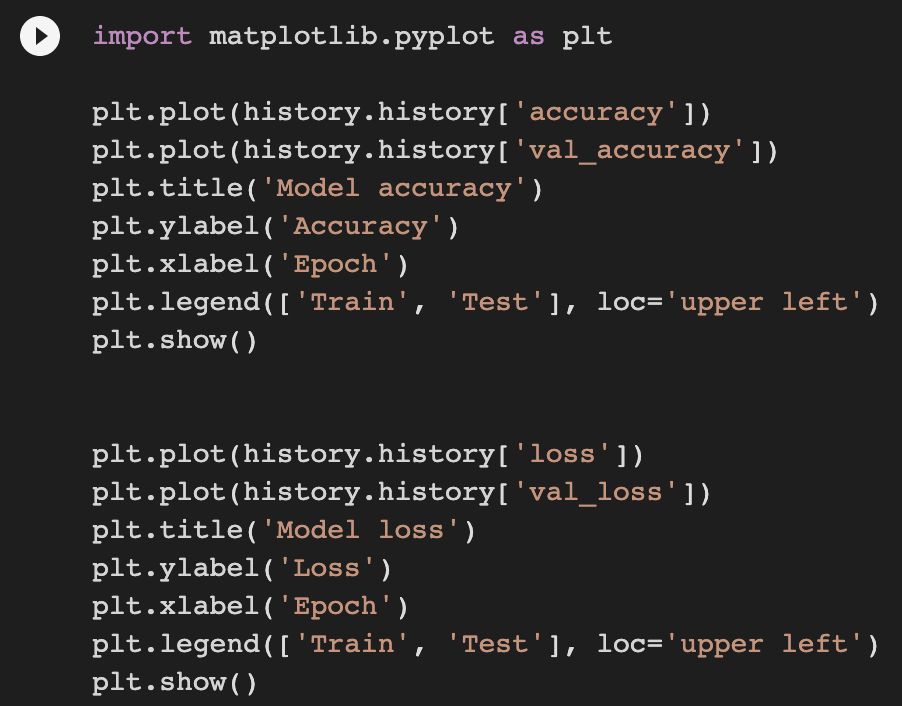 import matplotlib.pyplot as plt
plt.plot(history.history['accuracy'])
plt.plot(history.history['val_accuracy'])
plt.title('Model accuracy')
plt.ylabel('Accuracy')
plt.xlabel('Epoch')
plt.legend(['Train', 'Test'], loc='upper left')
plt.show()
plt.plot(history.history['loss'])
plt.plot(history.history['val_loss'])
plt.title('Model loss')
plt.ylabel('Loss')
plt.xlabel('Epoch')
plt.legend(['Train', 'Test'], loc='upper left')
plt.show()